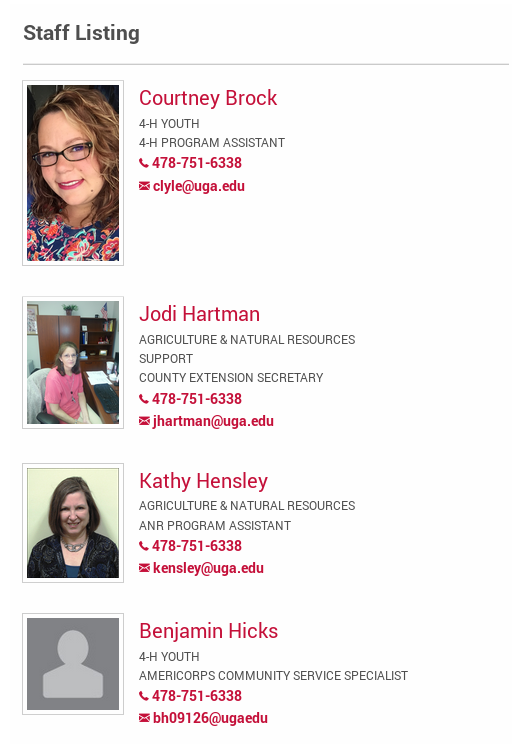 Staff Listing
Courtney Brock
4-H YOUTH
4-H PROGRAM ASSISTANT
478-751-6338
clyle@uga.edu
Jodi Hartman
AGRICULTURE & NATURAL RESOURCES
SUPPORT
COUNTY EXTENSION SECRETARY
478-751-6338
jhartman@uga.edu
Kathy Hensley
AGRICULTURE & NATURAL RESOURCES
ANR PROGRAM ASSISTANT
478-751-6338
kensley@uga.edu
Benjamin Hicks
4-H YOUTH
AMERICORPS COMMUNITY SERVICE SPECIALIST
478-751-6338
bh09126@ugaedu